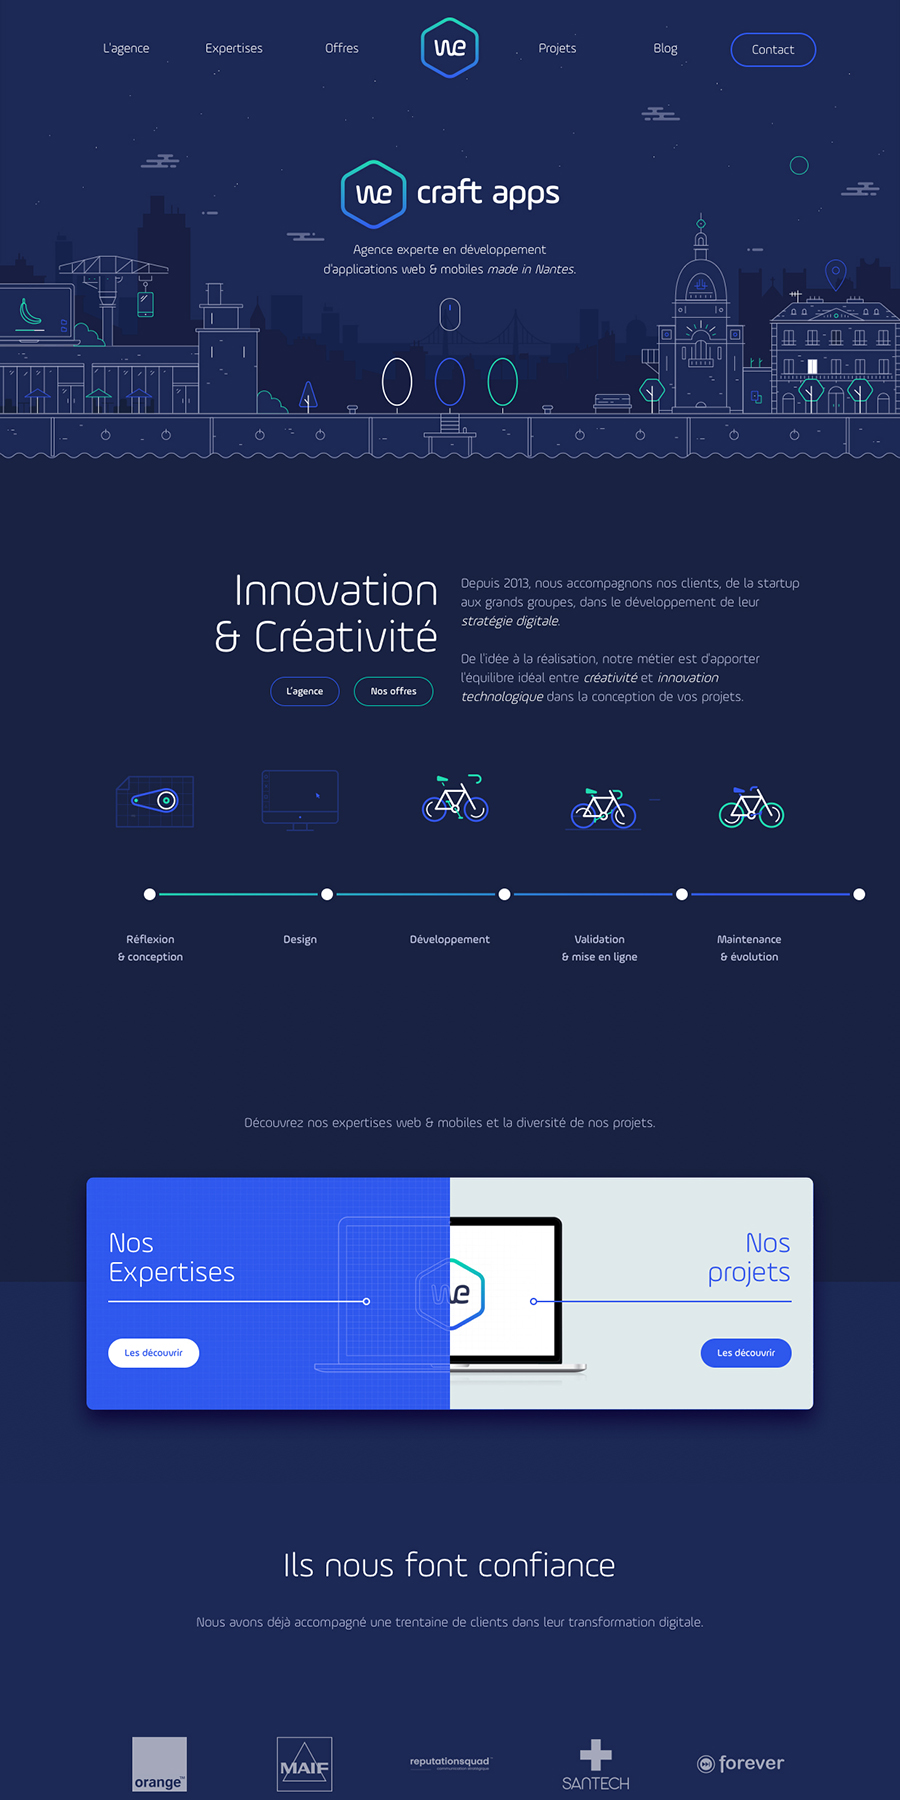 L'agence
Expertises
Offres
we
Projets
Blog
Contact
we craft apps
Agence experte en développement
d'applications web & mobiles made in Nantes.
Innovation
& Créativité
L'agence
Nos offres
Depuis 2013, nous accompagnons nos clients, de la startup
aux grands groupes, dans le développement de leur
stratégie digitale.
De l'idée à la réalisation, notre métier est d'apporter
l'équilibre idéal entre créativité et innovation
technologique dans la conception de vos projets.
Réflexion
& conception
Design
Développement
Validation
& mise en ligne
Maintenance
& évolution
Découvrez nos expertises web & mobiles et la diversité de nos projets.
Nos
Expertises
Les découvrir
we
Nos
projets
Les découvrir
Ils nous font confiance
Nous avons déjà accompagné une trentaine de clients dans leur transformation digitale.
orange™
MAIF
reputationsquad
communication stratégique
SANTECH
forever